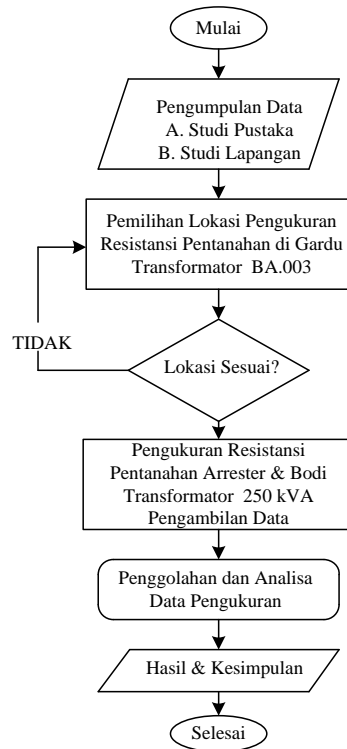 Mulai
Pengumpulan Data
A. Studi Pustaka
B. Studi Lapangan
Pemilihan Lokasi Pengukuran
Resistansi Pentanahan di Gardu
Transformator BA.003
TIDAK
Lokasi Sesuai?
Pengukuran Resistansi
Pentanahan Arrester & Bodi
Transformator 250 kVA
Pengambilan Data
Penggolahan dan Analisa
Data Pengukuran
Hasil & Kesimpulan
Selesai